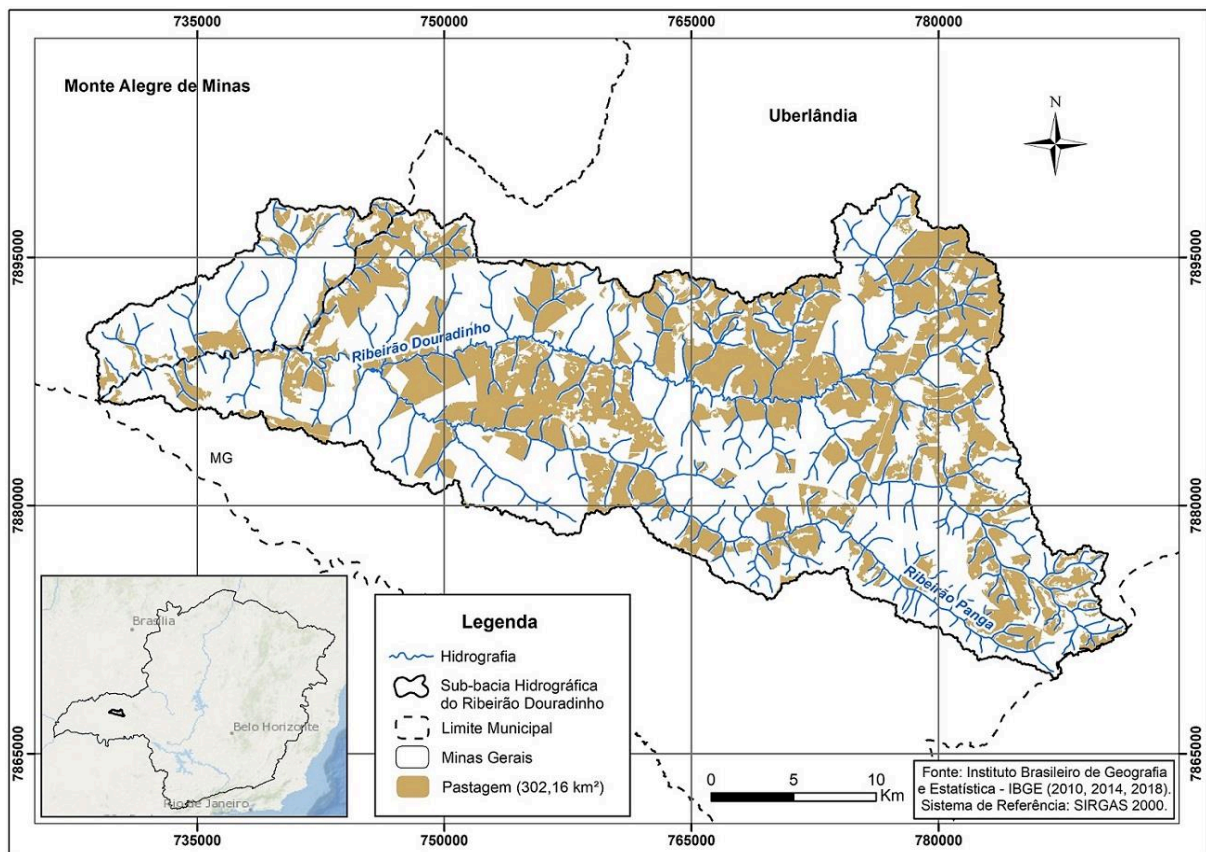 735000
750000
765000
780000
Monte Alegre de Minas
Uberlândia
N
7895000
7895000
Ribeirão Douradinho
MG
7880000
7880000
Ribeirão Panga
Brasília
Belo Horizonte
Rio de Janeiro
Legenda
Hidrografia
Sub-bacia Hidrográfica
do Ribeirão Douradinho
Limite Municipal
Minas Gerais
Pastagem (302,16 km²)
7865000
7865000
0
5
10
Km
Fonte: Instituto Brasileiro de Geografia
e Estatística - IBGE (2010, 2014, 2018).
Sistema de Referência: SIRGAS 2000.
735000
750000
765000
780000